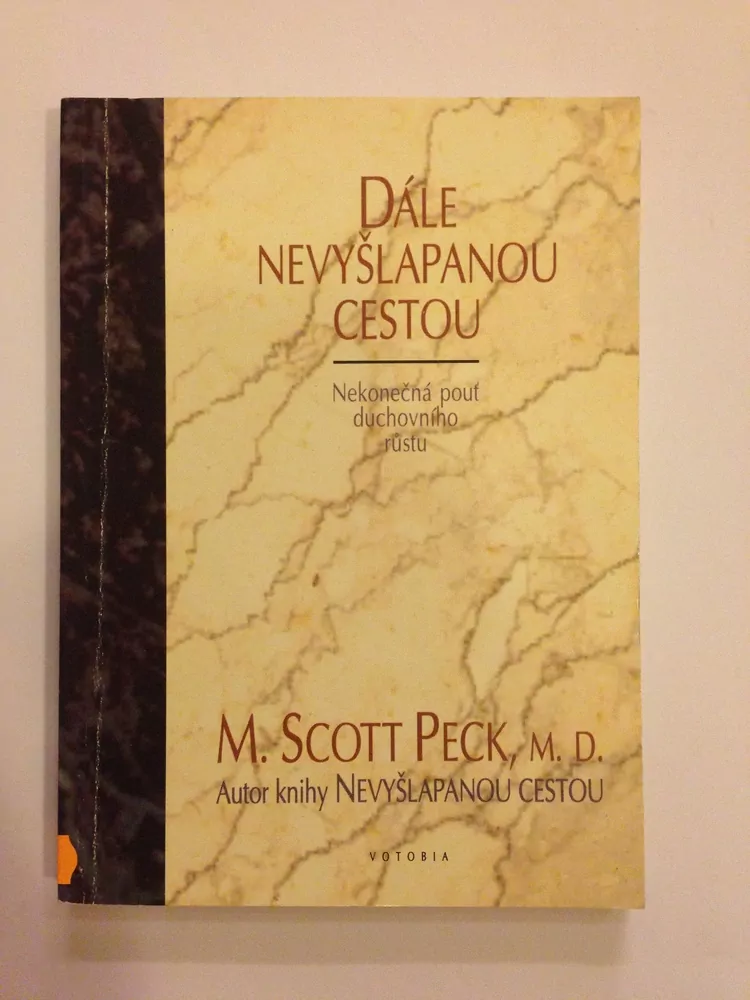 DÁLE
NEVYŠLAPANOU
CESTOU
Nekonečná pouť
duchovního
růstu
M. SCOTT PECK, M. D.
Autor knihy NEVYŠLAPANOU CESTOU
VOTOBIA